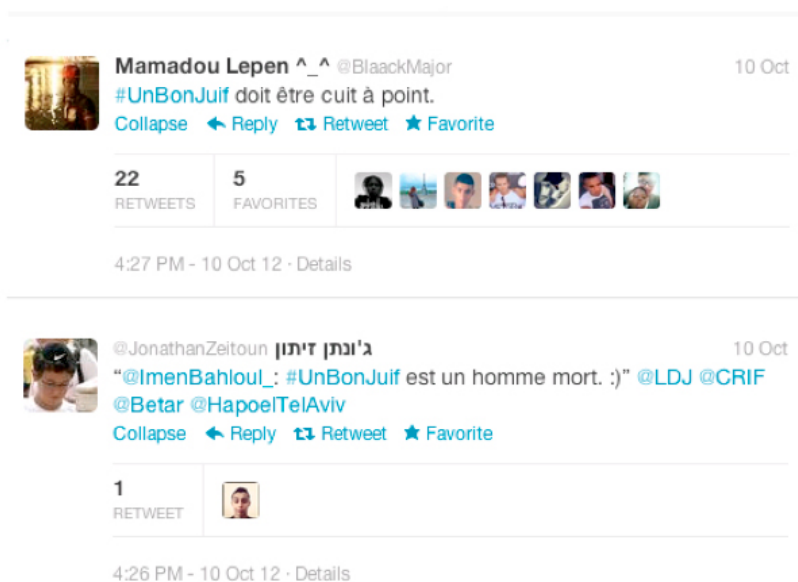 Mamadou Lepen ^_^ @BlaackMajor 10 Oct
#UnBonJuif doit être cuit à point.
Collapse Reply Retweet Favorite
22 5
RETWEETS FAVORITES
4:27 PM - 10 Oct 12 · Details
@JonathanZeitoun ג'ונתן זיתון 10 Oct
“@ImenBahloul_: #UnBonJuif est un homme mort. :)” @LDJ @CRIF
@Betar @HapoelTelAviv
Collapse Reply Retweet Favorite
1
RETWEET
4:26 PM - 10 Oct 12 · Details